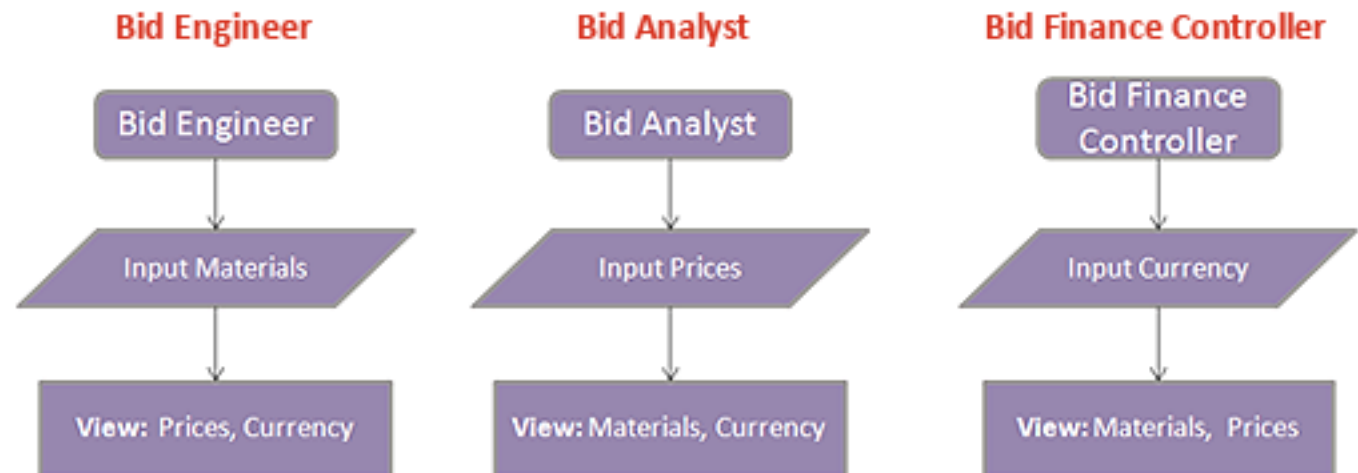 Bid Engineer
Bid Analyst
Bid Finance Controller
Bid Engineer
Bid Analyst
Bid Finance
Controller
Input Materials
Input Prices
Input Currency
View: Prices, Currency
View: Materials, Currency
View: Materials, Prices